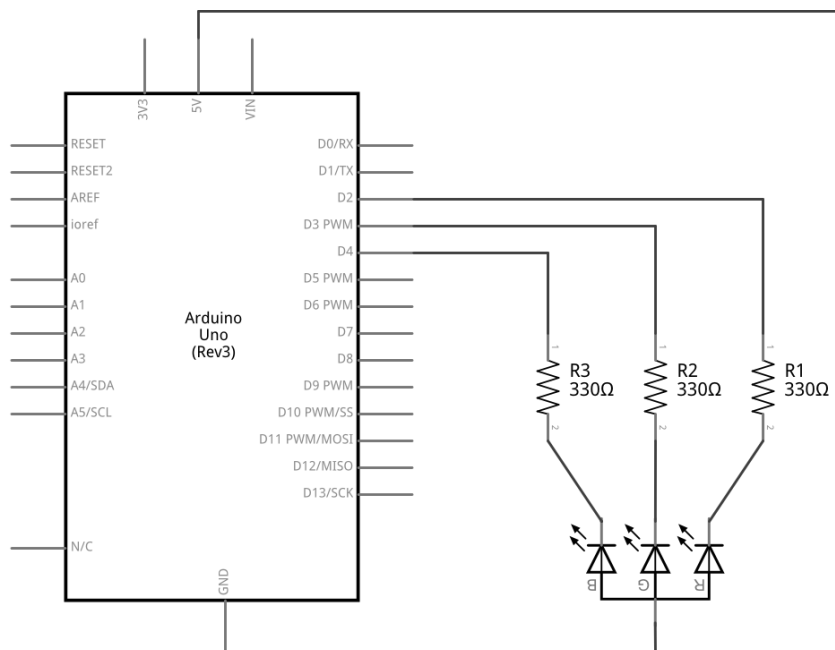 3V3
5V
VIN
RESET
RESET2
AREF
ioref
A0
A1
A2
A3
A4/SDA
A5/SCL
N/C
Arduino
Uno
(Rev3)
D0/RX
D1/TX
D2
D3 PWM
D4
D5 PWM
D6 PWM
D7
D8
D9 PWM
D10 PWM/SS
D11 PWM/MOSI
D12/MISO
D13/SCK
GND
1
R3
330Ω
2
1
R2
330Ω
2
1
R1
330Ω
2
B
G
R